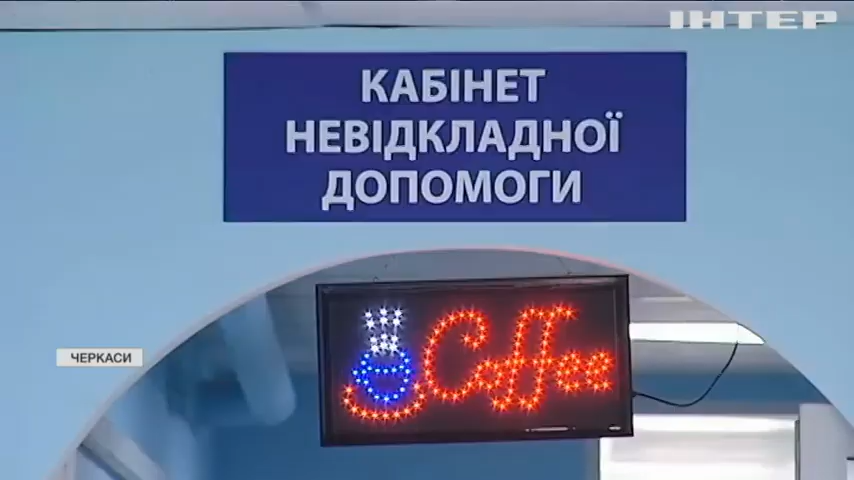 ІНТЕР
КАБІНЕТ
НЕВІДКЛАДНОЇ
ДОПОМОГИ
Coffee
ЧЕРКАСИ